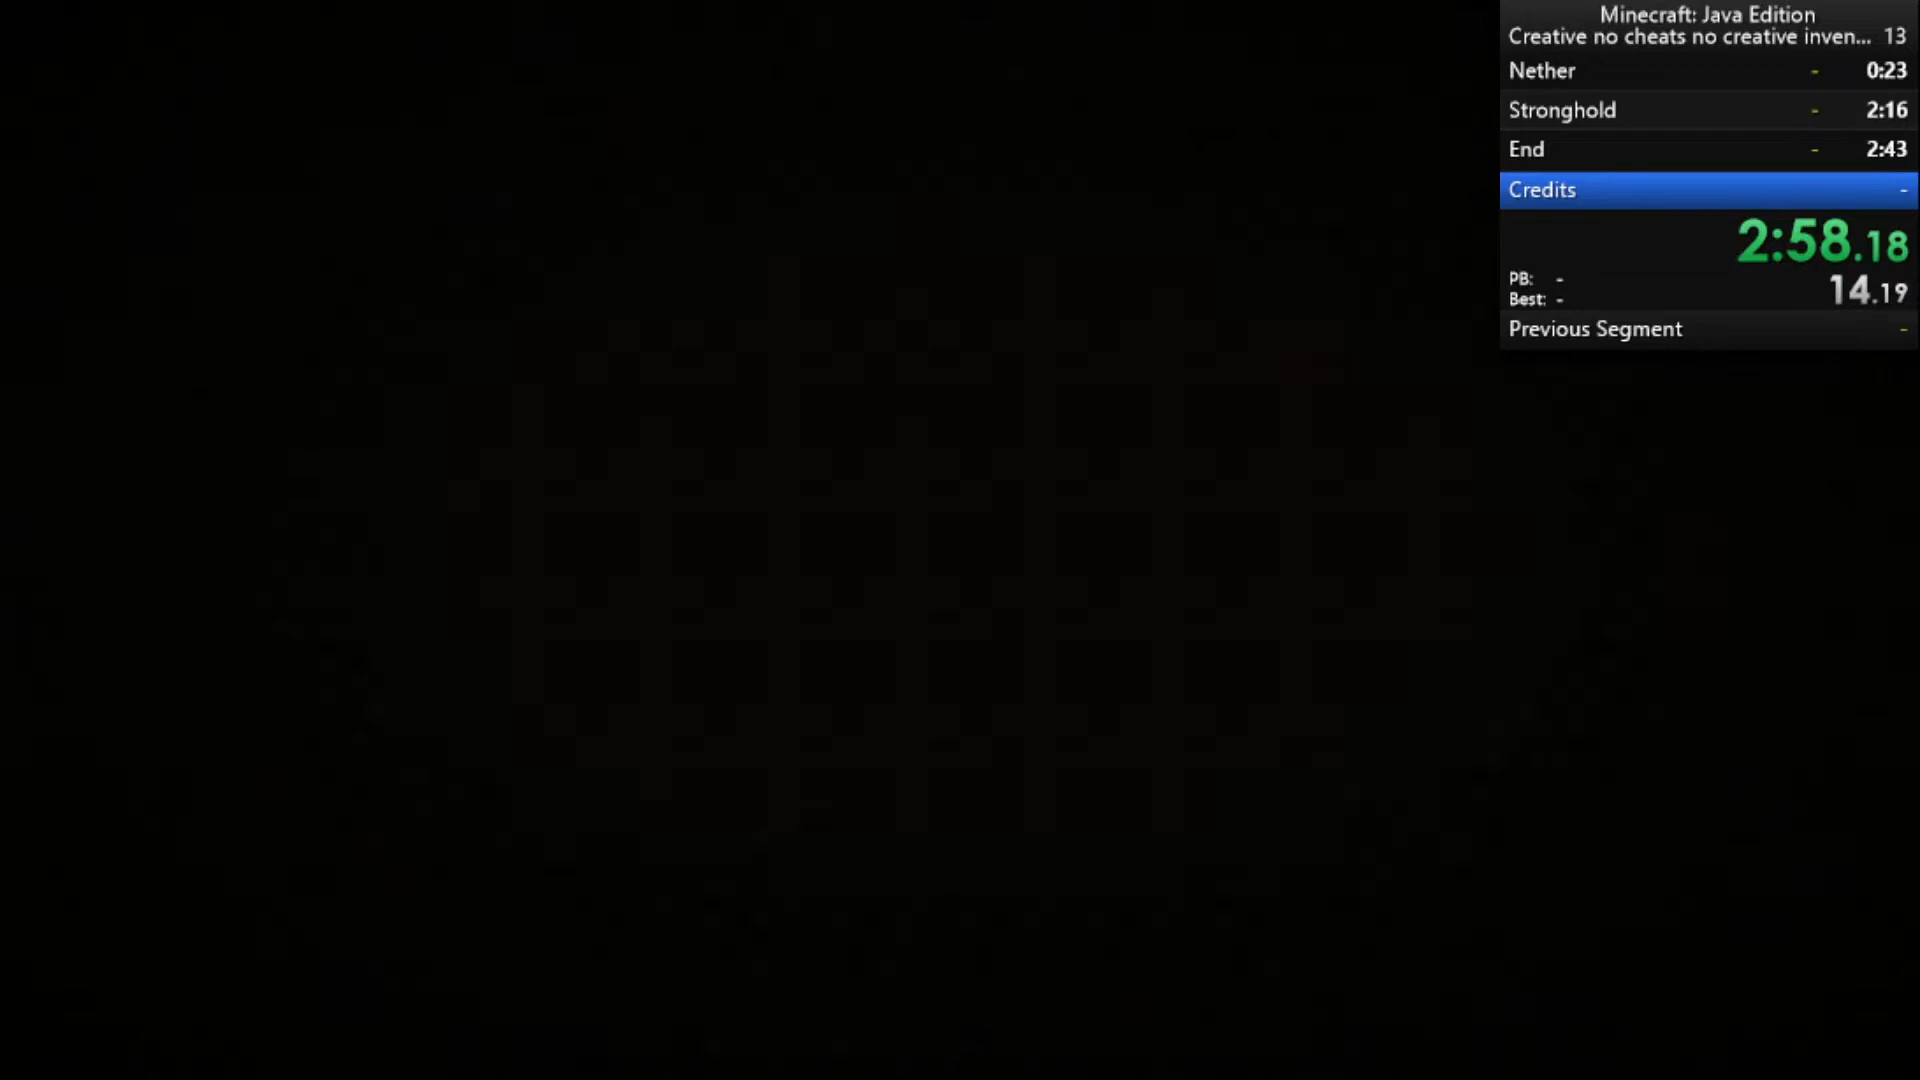 Minecraft: Java Edition
Creative no cheats no creative inven... 13
Nether - 0:23
Stronghold - 2:16
End - 2:43
Credits -
2:58.18
PB: -
14.19
Best: -
Previous Segment -